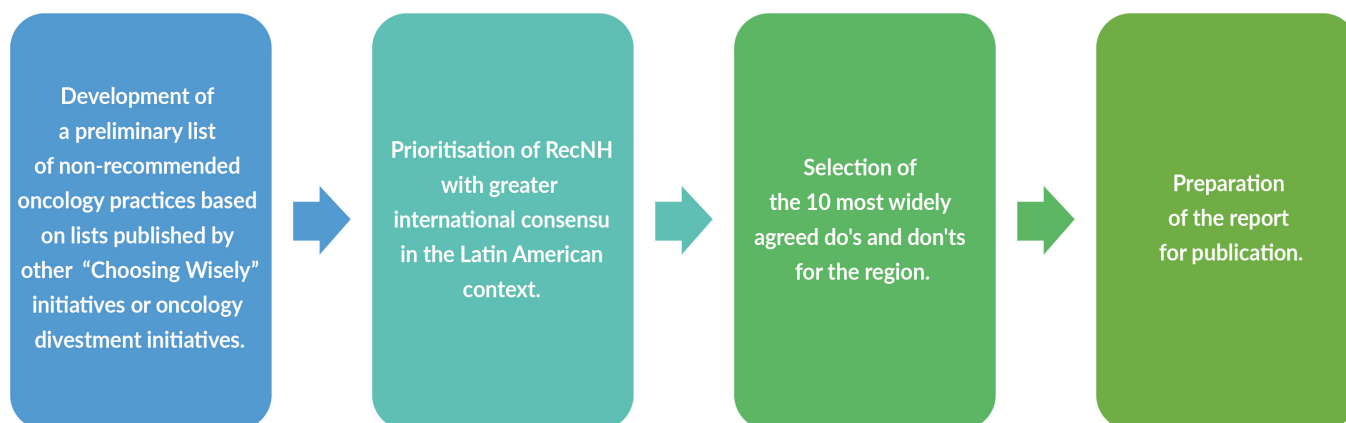 Development of
a preliminary list
of non-recommended
oncology practices based
on lists published by
other “Choosing Wisely”
initiatives or oncology
divestment initiatives.
Prioritisation of RecNH
with greater
international consensu
in the Latin American
context.
Selection of
the 10 most widely
agreed do's and don'ts
for the region.
Preparation
of the report
for publication.